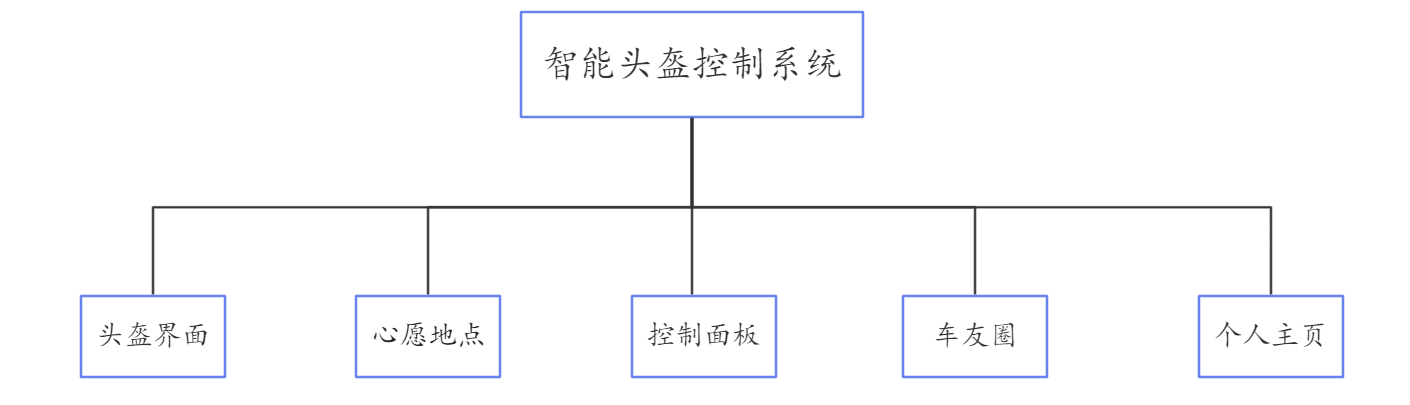 智能头盔控制系统
头盔界面
心愿地点
控制面板
车友圈
个人主页